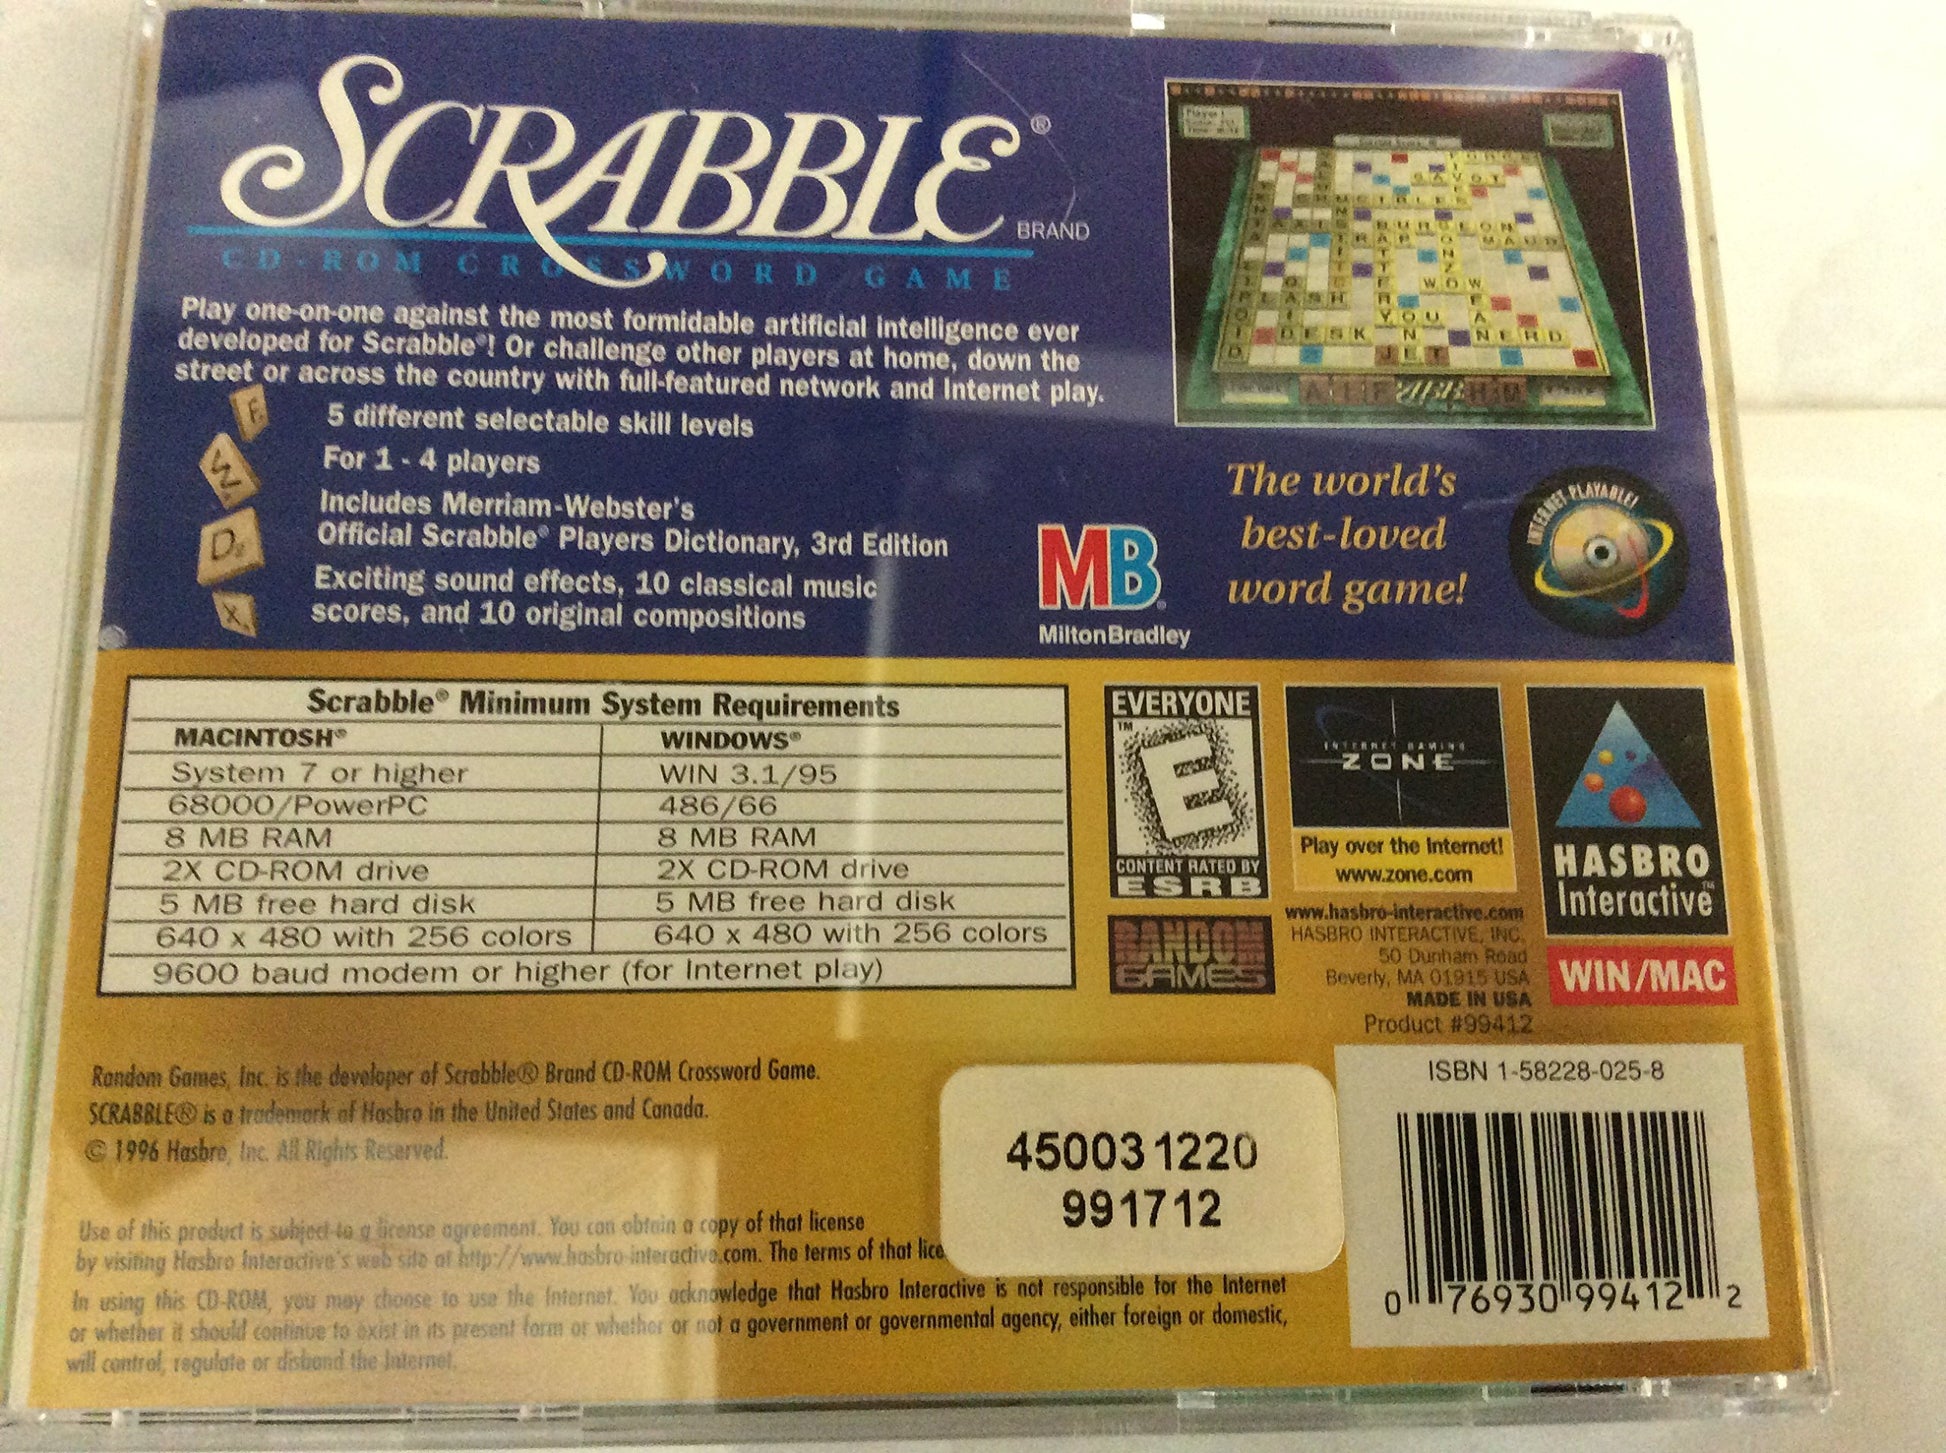 SCRABBLE® BRAND
CD-ROM CROSSWORD GAME
Play one-on-one against the most formidable artificial intelligence ever
developed for Scrabble®! Or challenge other players at home, down the
street or across the country with full-featured network and Internet play.
5 different selectable skill levels
For 1 - 4 players
Includes Merriam-Webster's
Official Scrabble® Players Dictionary, 3rd Edition
Exciting sound effects, 10 classical music
scores, and 10 original compositions
MB
MiltonBradley
The world's
best-loved
word game!
INTERNET PLAYABLE!
Scrabble® Minimum System Requirements
MACINTOSH® WINDOWS®
System 7 or higher WIN 3.1/95
68000/PowerPC 486/66
8 MB RAM 8 MB RAM
2X CD-ROM drive 2X CD-ROM drive
5 MB free hard disk 5 MB free hard disk
640 x 480 with 256 colors 640 x 480 with 256 colors
9600 baud modem or higher (for Internet play)
EVERYONE
TM
E
CONTENT RATED BY
ESRB
RANDOM
GAMES
INTERNET GAMING
ZONE
Play over the Internet!
www.zone.com
HASBRO
Interactive™
WIN/MAC
www.hasbro-interactive.com
HASBRO INTERACTIVE, INC.
50 Dunham Road
Beverly, MA 01915 USA
MADE IN USA
Product #99412
Random Games, Inc. is the developer of Scrabble® Brand CD-ROM Crossword Game.
SCRABBLE® is a trademark of Hasbro in the United States and Canada.
© 1996 Hasbro, Inc. All Rights Reserved.
Use of this product is subject to a license agreement. You can obtain a copy of that license
by visiting Hasbro Interactive's web site at http://www.hasbro-interactive.com. The terms of that lice
In using this CD-ROM, you may choose to use the Internet. You acknowledge that Hasbro Interactive is not responsible for the Internet
or whether it should continue to exist in its present form or whether or not a government or governmental agency, either foreign or domestic,
will control, regulate or disband the Internet.
450031220
991712
ISBN 1-58228-025-8
0 76930 99412 2